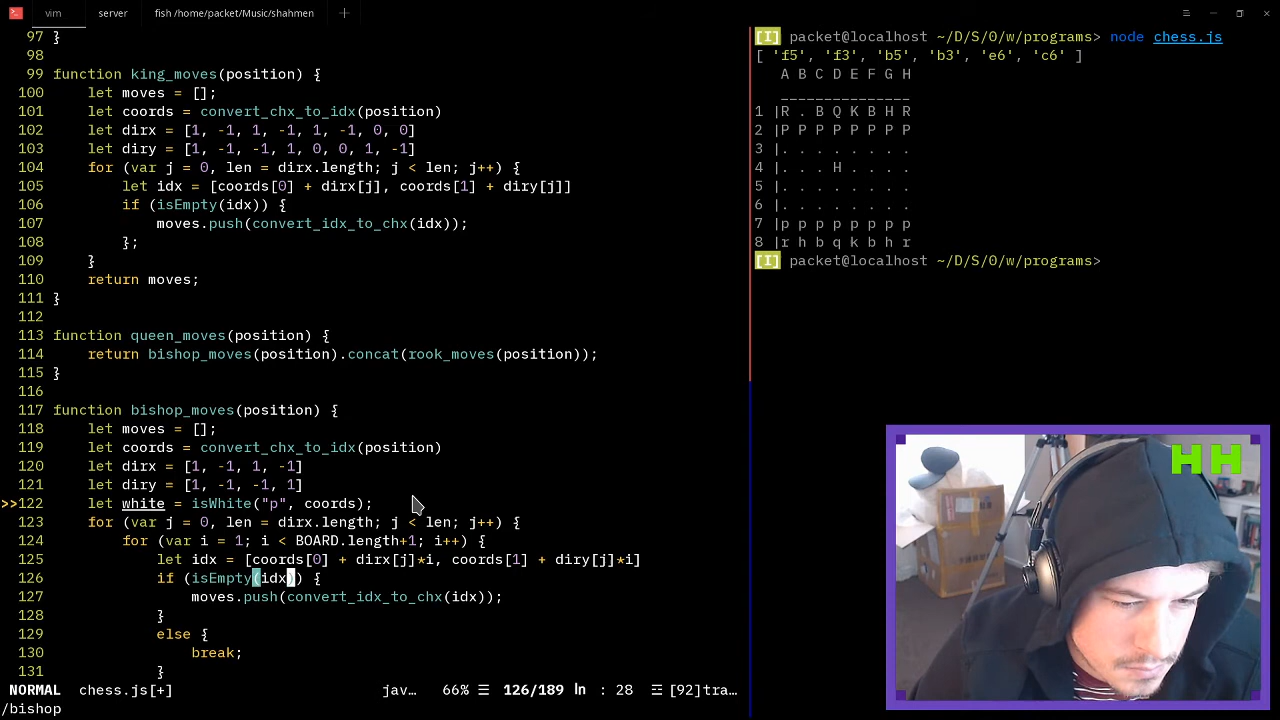 vim server fish /home/packet/Music/shahmen +
97 }
98
99 function king_moves(position) {
100 let moves = [];
101 let coords = convert_chx_to_idx(position)
102 let dirx = [1, -1, 1, -1, 1, -1, 0, 0]
103 let diry = [1, -1, -1, 1, 0, 0, 1, -1]
104 for (var j = 0, len = dirx.length; j < len; j++) {
105 let idx = [coords[0] + dirx[j], coords[1] + diry[j]]
106 if (isEmpty(idx)) {
107 moves.push(convert_idx_to_chx(idx));
108 };
109 }
110 return moves;
111 }
112
113 function queen_moves(position) {
114 return bishop_moves(position).concat(rook_moves(position));
115 }
116
117 function bishop_moves(position) {
118 let moves = [];
119 let coords = convert_chx_to_idx(position)
120 let dirx = [1, -1, 1, -1]
121 let diry = [1, -1, -1, 1]
>>122 let white = isWhite("p", coords);
123 for (var j = 0, len = dirx.length; j < len; j++) {
124 for (var i = 1; i < BOARD.length+1; i++) {
125 let idx = [coords[0] + dirx[j]*i, coords[1] + diry[j]*i]
126 if (isEmpty(idx)) {
127 moves.push(convert_idx_to_chx(idx));
128 }
129 else {
130 break;
131 }
NORMAL chess.js[+] jav… 66% ☰ 126/189 ln : 28 ☲ [92]tra…
/bishop
[I] packet@localhost ~/D/S/0/w/programs> node chess.js
[ 'f5', 'f3', 'b5', 'b3', 'e6', 'c6' ]
A B C D E F G H
_______________
1 |R . B Q K B H R
2 |P P P P P P P P
3 |. . . . . . . .
4 |. . . H . . . .
5 |. . . . . . . .
6 |. . . . . . . .
7 |p p p p p p p p
8 |r h b q k b h r
[I] packet@localhost ~/D/S/0/w/programs>
HH